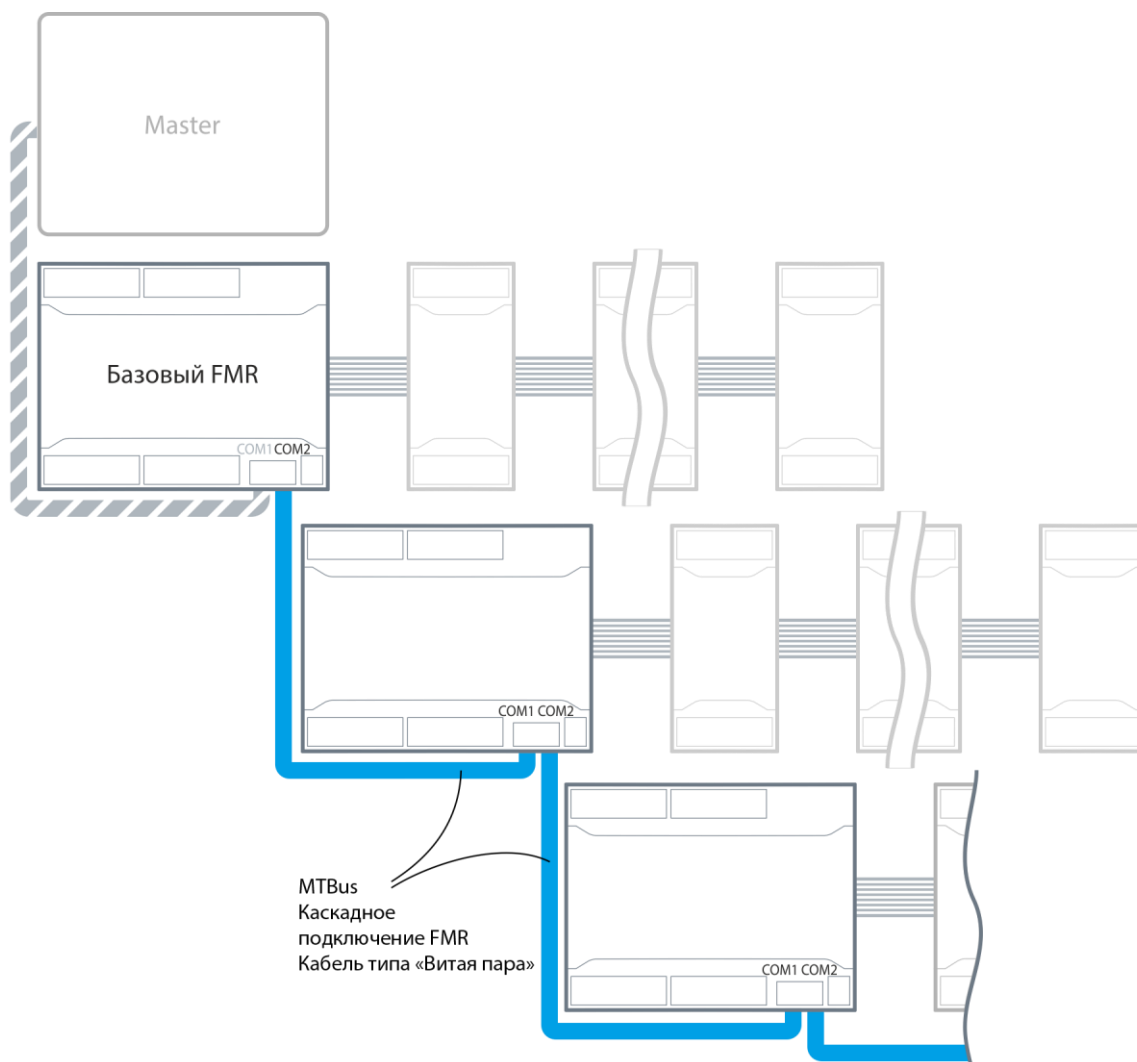 Master
Базовый FMR
COM1 COM2
COM1 COM2
MTBus
Каскадное
подключение FMR
Кабель типа «Витая пара»
COM1 COM2